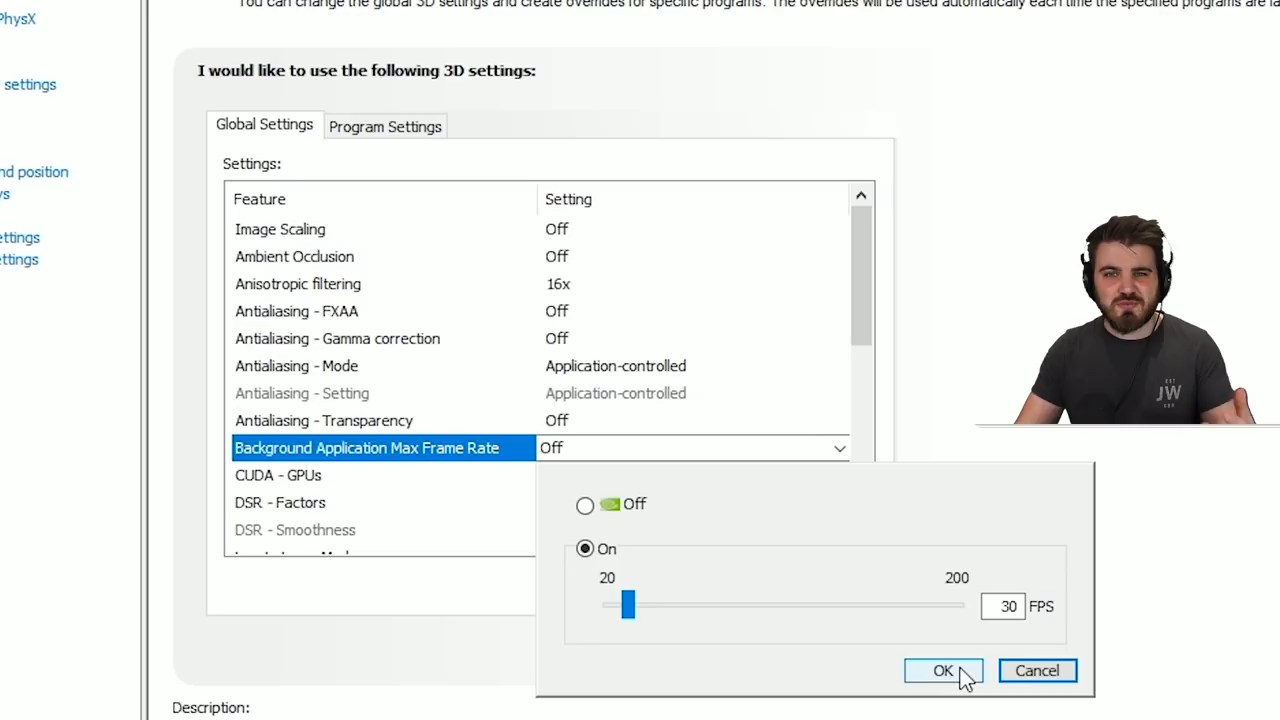 You can change the global 3D settings and create overrides for specific programs. The overrides will be used automatically each time the specified programs are la
PhysX
I would like to use the following 3D settings:
settings
Global Settings
Program Settings
Settings:
nd position
ys
Feature Setting
Image Scaling Off
ettings
Ambient Occlusion Off
ettings
Anisotropic filtering 16x
Antialiasing - FXAA Off
Antialiasing - Gamma correction Off
Antialiasing - Mode Application-controlled
Antialiasing - Setting Application-controlled
JW
Antialiasing - Transparency Off
Background Application Max Frame Rate Off
CUDA - GPUs
DSR - Factors
Off
DSR - Smoothness
On
20 200
30 FPS
OK Cancel
Description: